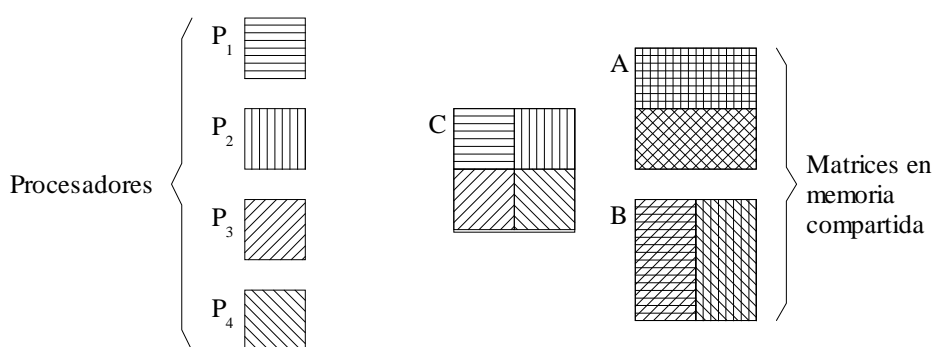 Procesadores
P1
P2
P3
P4
C
A
B
Matrices en
memoria
compartida